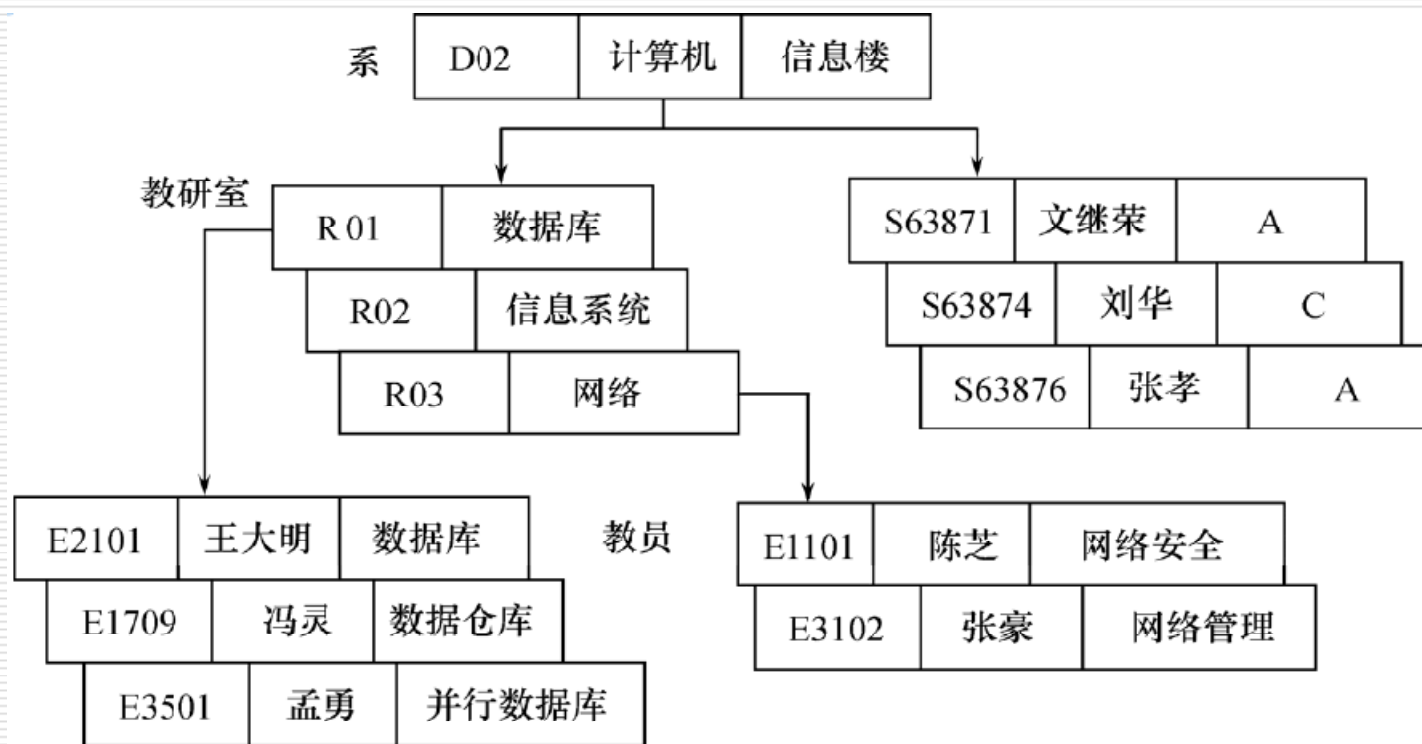 系 D02 计算机 信息楼
教研室 R 01 数据库
S63871 文继荣 A
R02 信息系统
S63874 刘华 C
R03 网络
S63876 张孝 A
E2101 王大明 数据库
教员 E1101 陈芝 网络安全
E1709 冯灵 数据仓库
E3102 张豪 网络管理
E3501 孟勇 并行数据库